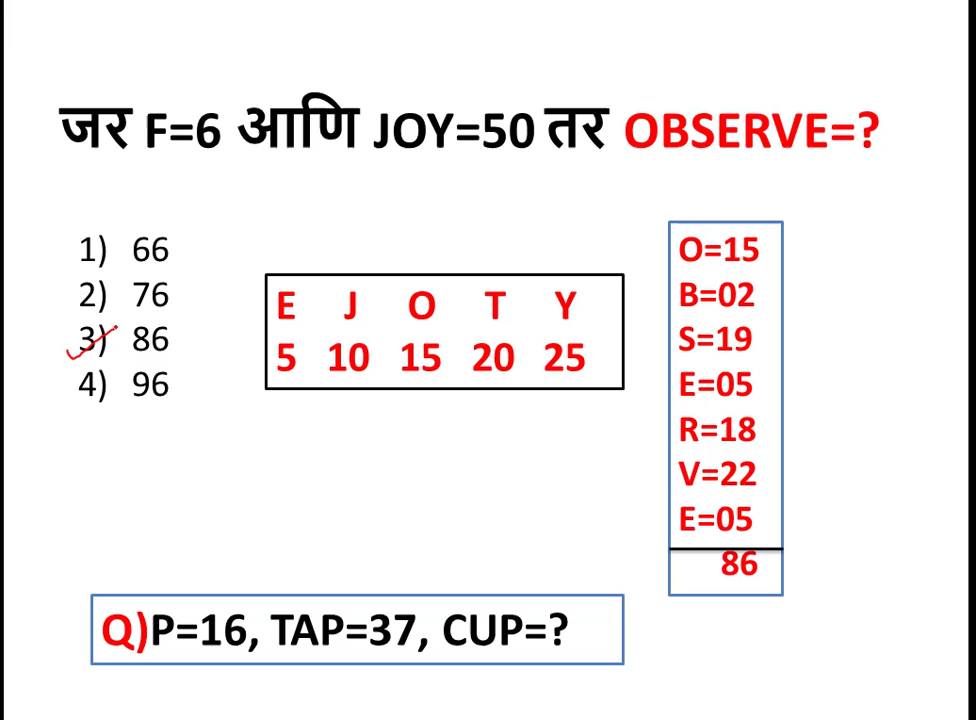 जर F=6 आणि JOY=50 तर OBSERVE=?
1) 66
2) 76
3) 86
4) 96
E J O T Y
5 10 15 20 25
O=15
B=02
S=19
E=05
R=18
V=22
E=05
86
Q)P=16, TAP=37, CUP=?